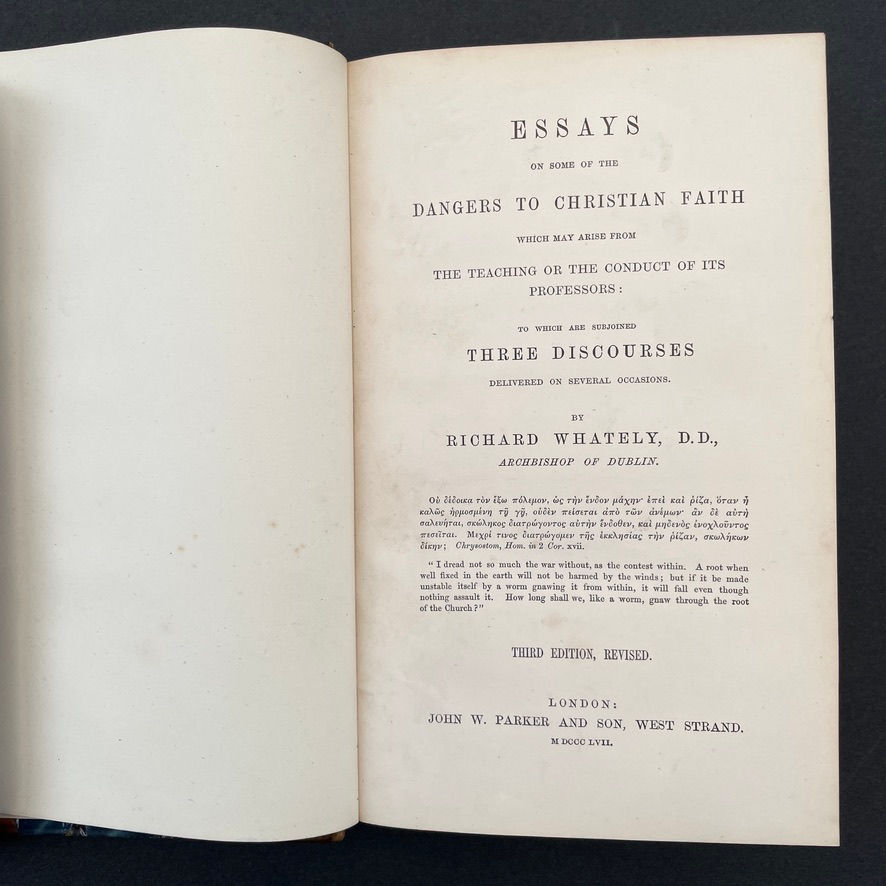 ESSAYS
ON SOME OF THE
DANGERS TO CHRISTIAN FAITH
WHICH MAY ARISE FROM
THE TEACHING OR THE CONDUCT OF ITS
PROFESSORS:
TO WHICH ARE SUBJOINED
THREE DISCOURSES
DELIVERED ON SEVERAL OCCASIONS.
BY
RICHARD WHATELY, D.D.,
ARCHBISHOP OF DUBLIN.
Οὐ δέδοικα τὸν ἔξω πόλεμον, ὡς τὴν ἔνδον μάχην· ἐπεὶ καὶ ῥίζα, ὅταν ᾖ
καλῶς ἡρμοσμένη τῇ γῇ, οὐδὲν πείσεται ἀπὸ τῶν ἀνέμων· ἂν δὲ αὐτὴ
σαλευήται, σκώληκος διατρώγοντος αὐτὴν ἔνδοθεν, καὶ μηδενὸς ἐνοχλοῦντος
πεσεῖται. Μεχρί τινος διατρώγομεν τῆς ἐκκλησίας τὴν ῥίζαν, σκωλήκων
δίκην; Chrysostom, Hom. in 2 Cor. xvii.
"I dread not so much the war without, as the contest within. A root when
well fixed in the earth will not be harmed by the winds; but if it be made
unstable itself by a worm gnawing it from within, it will fall even though
nothing assault it. How long shall we, like a worm, gnaw through the root
of the Church?"
THIRD EDITION, REVISED.
LONDON:
JOHN W. PARKER AND SON, WEST STRAND.
M DCCC LVII.